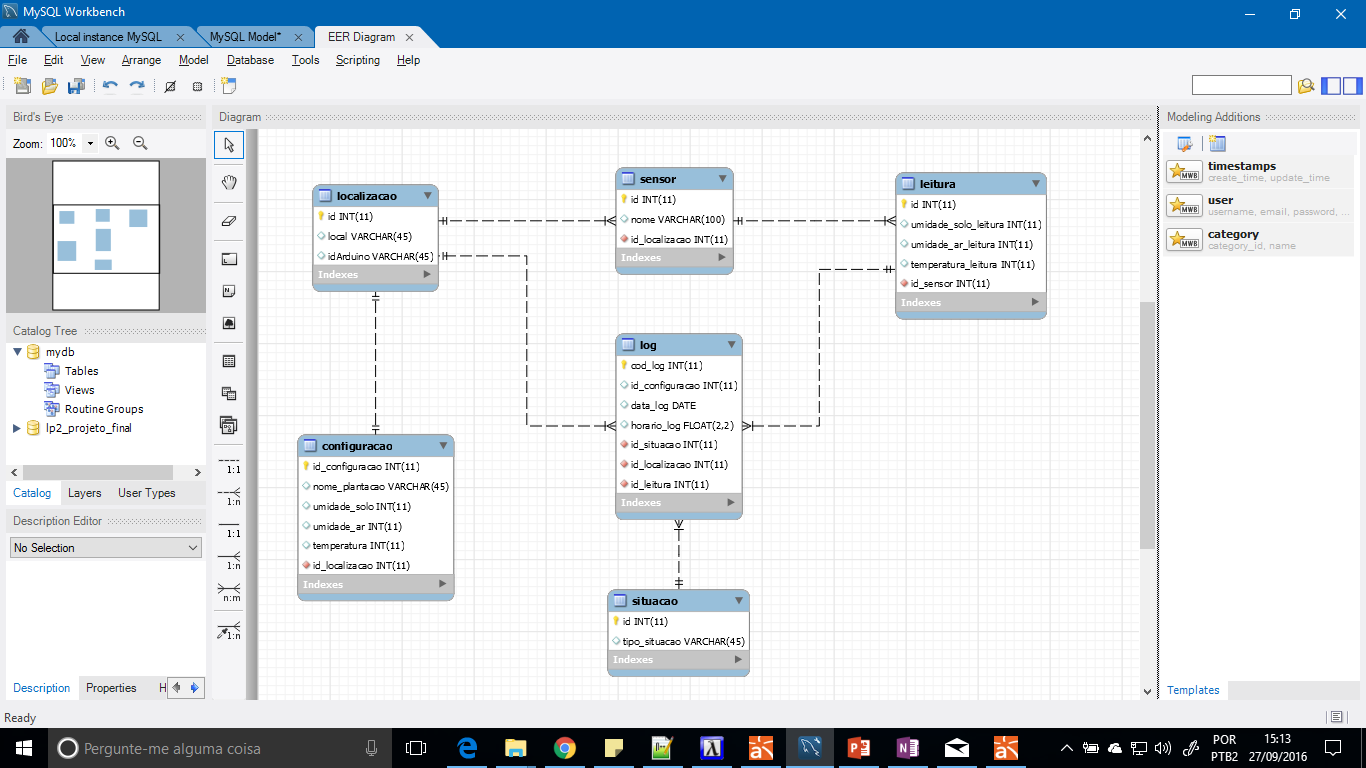 MySQL Workbench
Local instance MySQL
MySQL Model*
EER Diagram
File Edit View Arrange Model Database Tools Scripting Help
Bird's Eye
Zoom: 100%
Catalog Tree
mydb
Tables
Views
Routine Groups
lp2_projeto_final
Catalog Layers User Types
Description Editor
No Selection
Description Properties H
Ready
Diagram
1:1
1:n
1:1
1:n
n:m
1:n
localizacao
id INT(11)
local VARCHAR(45)
idArduino VARCHAR(45)
Indexes
sensor
id INT(11)
nome VARCHAR(100)
id_localizacao INT(11)
Indexes
leitura
id INT(11)
umidade_solo_leitura INT(11)
umidade_ar_leitura INT(11)
temperatura_leitura INT(11)
id_sensor INT(11)
Indexes
log
cod_log INT(11)
id_configuracao INT(11)
data_log DATE
horario_log FLOAT(2,2)
id_situacao INT(11)
id_localizacao INT(11)
id_leitura INT(11)
Indexes
configuracao
id_configuracao INT(11)
nome_plantacao VARCHAR(45)
umidade_solo INT(11)
umidade_ar INT(11)
temperatura INT(11)
id_localizacao INT(11)
Indexes
situacao
id INT(11)
tipo_situacao VARCHAR(45)
Indexes
Modeling Additions
MWB
timestamps
create_time, update_time
MWB
user
username, email, password, ...
MWB
category
category_id, name
Templates
Pergunte-me alguma coisa
POR
PTB2
15:13
27/09/2016